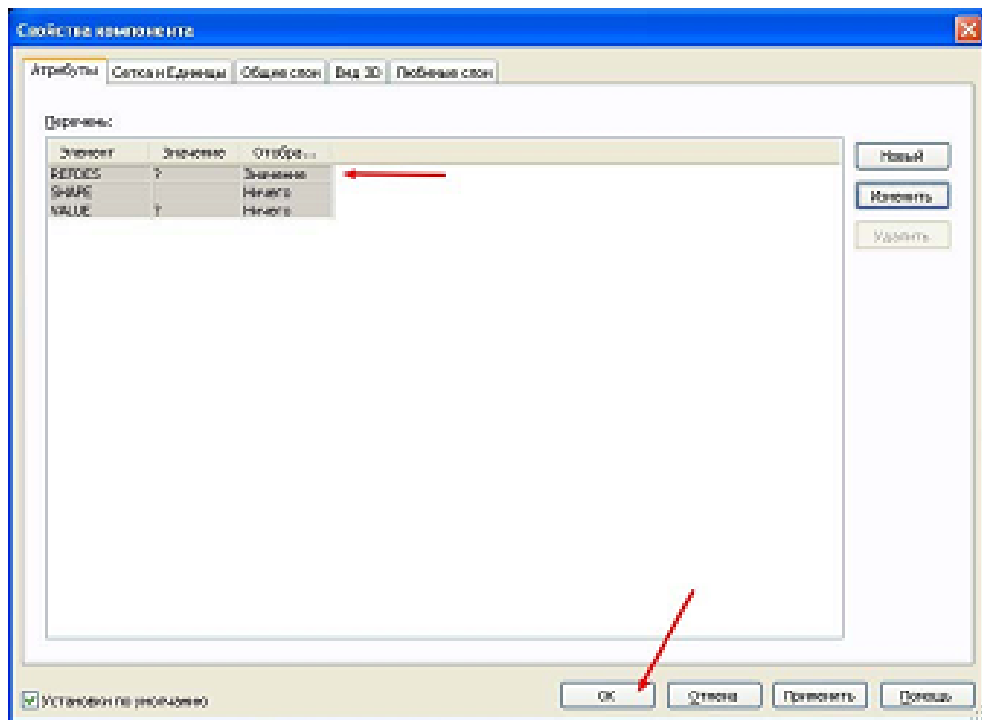 Свойства компонента
Атрибуты Сетка и Единицы Общие слои Вид 3D Любимые слои
Перечень:
Элемент Значение Отобра...
REFDES ? Значение
SHAPE Ничего
VALUE ? Ничего
Новый
Изменить
Удалить
Установки по умолчанию
OK Отмена Применить Помощь